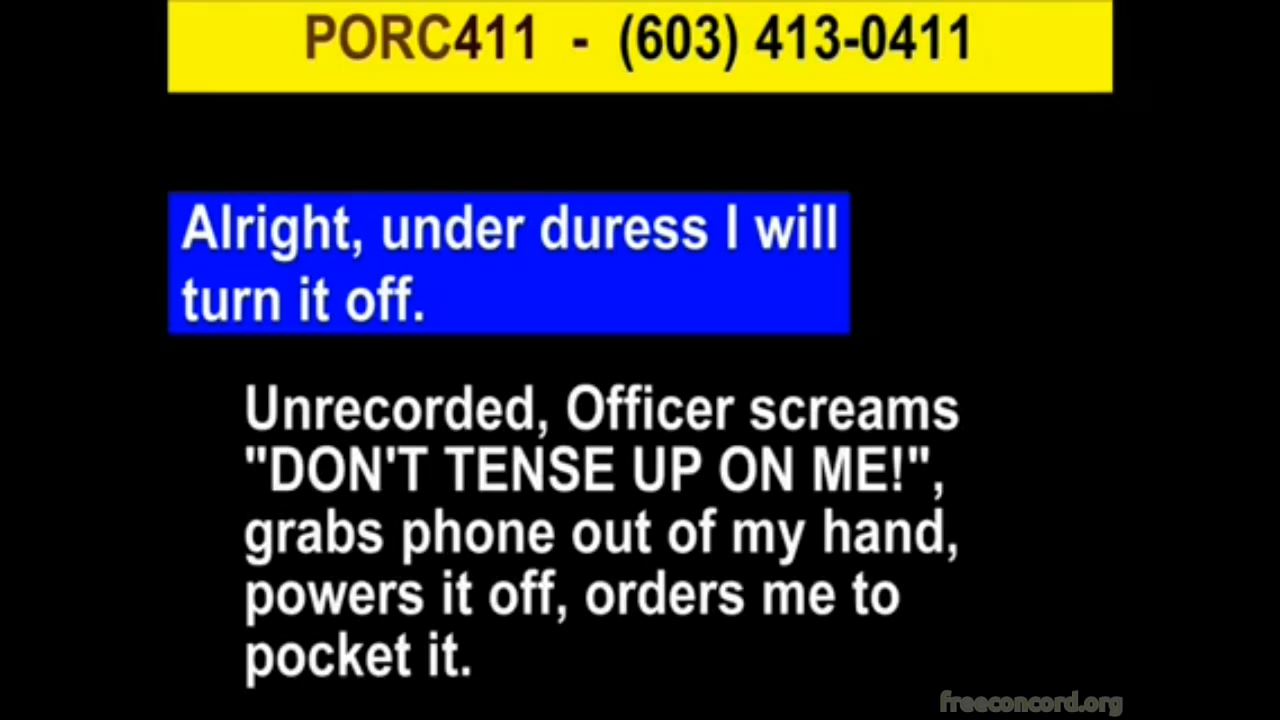 PORC411 - (603) 413-0411
Alright, under duress I will
turn it off.
Unrecorded, Officer screams
"DON'T TENSE UP ON ME!",
grabs phone out of my hand,
powers it off, orders me to
pocket it.
freeconcord.org